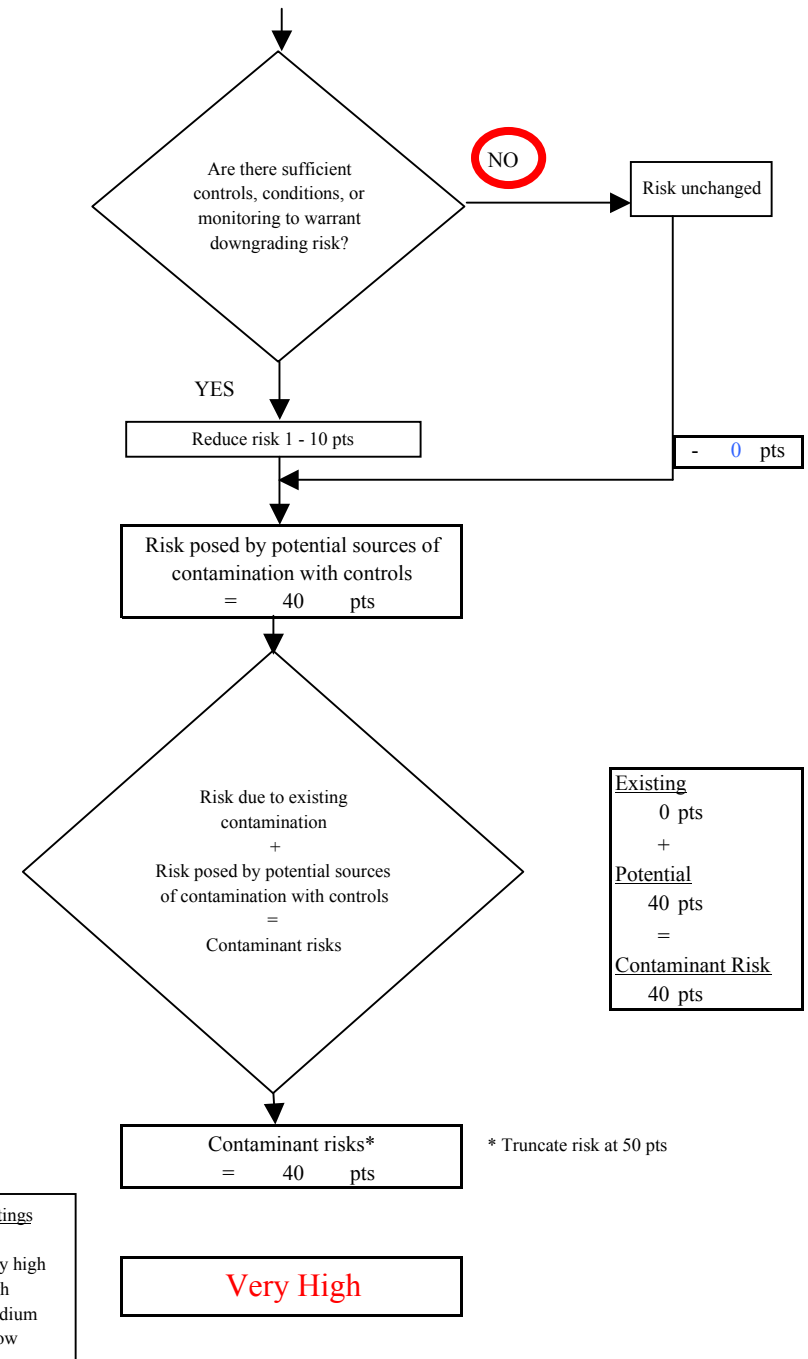 Are there sufficient
controls, conditions, or
monitoring to warrant
downgrading risk?
NO
Risk unchanged
YES
Reduce risk 1 - 10 pts
- 0 pts
Risk posed by potential sources of
contamination with controls
= 40 pts
Risk due to existing
contamination
+
Risk posed by potential sources
of contamination with controls
=
Contaminant risks
Existing
0 pts
+
Potential
40 pts
=
Contaminant Risk
40 pts
Contaminant risks*
= 40 pts
* Truncate risk at 50 pts
high
Very High